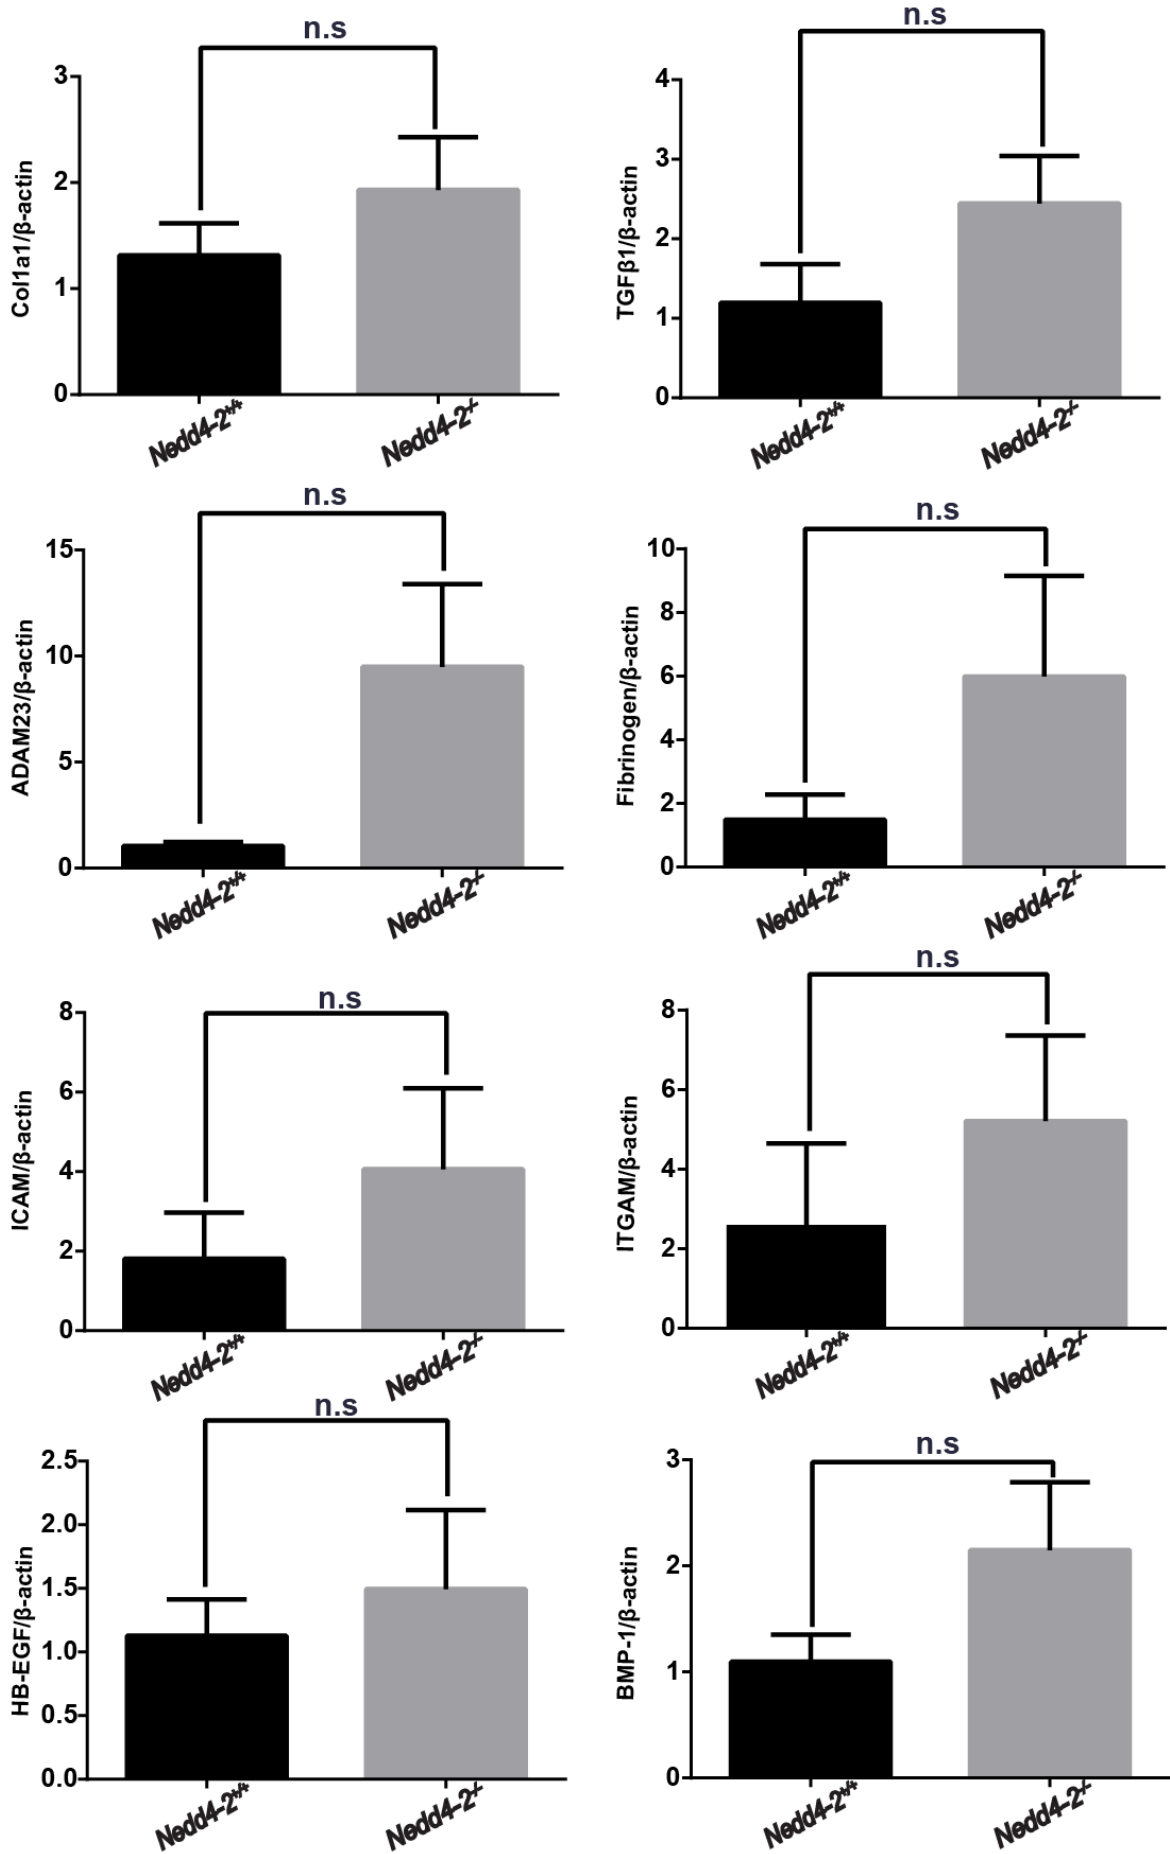 n.s
3
2
1
0
Col1a1/β-actin
Nedd4-2+/+
Nedd4-2-/-
n.s
4
3
2
1
0
TGFβ1/β-actin
Nedd4-2+/+
Nedd4-2-/-
n.s
15
10
5
0
ADAM23/β-actin
Nedd4-2+/+
Nedd4-2-/-
n.s
10
8
6
4
2
0
Fibrinogen/β-actin
Nedd4-2+/+
Nedd4-2-/-
n.s
8
6
4
2
0
ICAM/β-actin
Nedd4-2+/+
Nedd4-2-/-
n.s
8
6
4
2
0
ITGAM/β-actin
Nedd4-2+/+
Nedd4-2-/-
n.s
2.5
2.0
1.5
1.0
0.5
0.0
HB-EGF/β-actin
Nedd4-2+/+
Nedd4-2-/-
n.s
3
2
1
0
BMP-1/β-actin
Nedd4-2+/+
Nedd4-2-/-